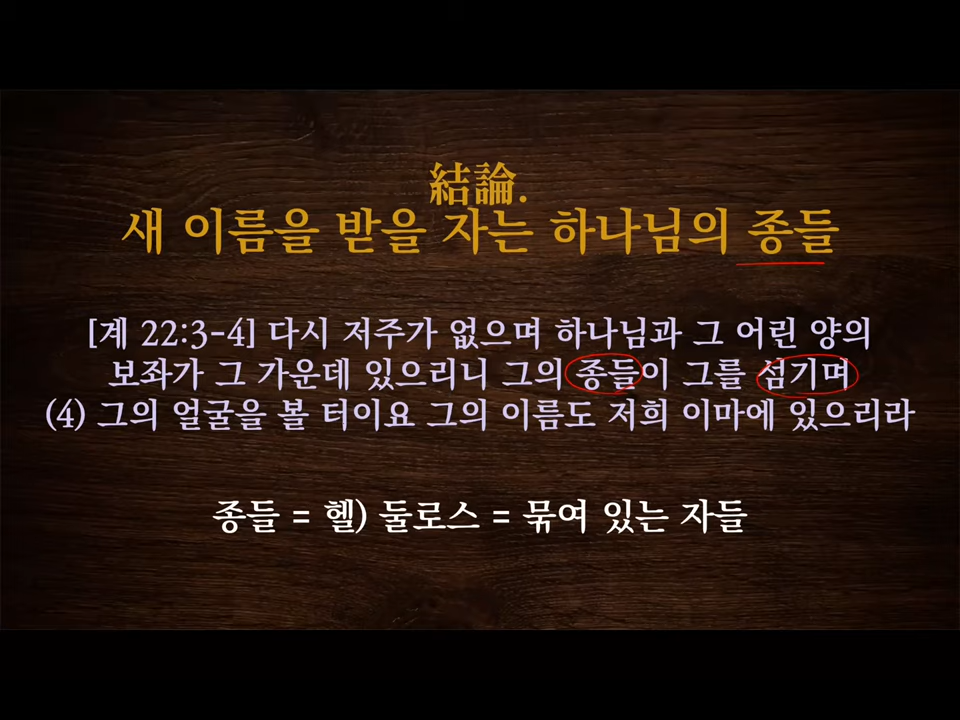 結論.
새 이름을 받을 자는 하나님의 종들
[계 22:3-4] 다시 저주가 없으며 하나님과 그 어린 양의
보좌가 그 가운데 있으리니 그의 종들이 그를 섬기며
(4) 그의 얼굴을 볼 터이요 그의 이름도 저희 이마에 있으리라
종들 = 헬) 둘로스 = 묶여 있는 자들